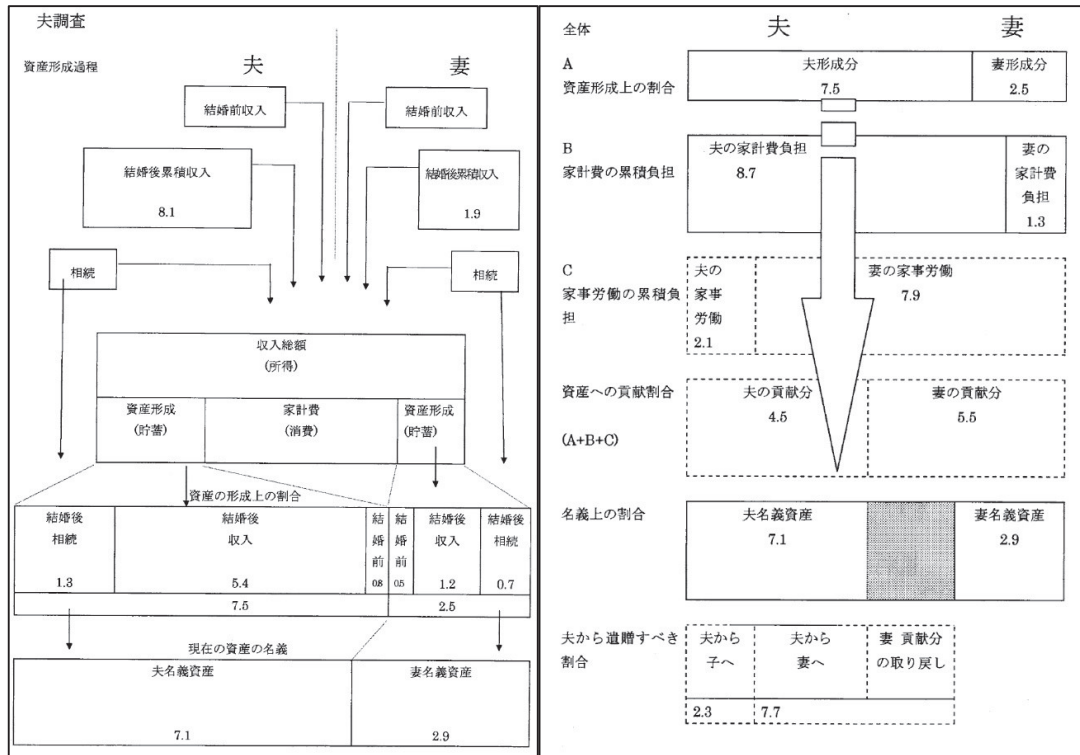 夫調査
資産形成過程
夫
妻
結婚前収入
結婚前収入
結婚後累積収入
8.1
結婚後累積収入
1.9
相続
相続
収入総額
(所得)
資産形成
(貯蓄)
家計費
(消費)
資産形成
(貯蓄)
資産の形成上の割合
結婚後
相続
1.3
結婚後
収入
5.4
結
婚
前
0.8
結
婚
前
0.5
結婚後
収入
1.2
結婚後
相続
0.7
7.5
2.5
現在の資産の名義
夫名義資産
7.1
妻名義資産
2.9
全体
夫
妻
A
資産形成上の割合
夫形成分
7.5
妻形成分
2.5
B
家計費の累積負担
夫の家計費負担
8.7
妻の
家計費
負担
1.3
C
家事労働の累積負
担
夫の
家事
労働
2.1
妻の家事労働
7.9
資産への貢献割合
(A+B+C)
夫の貢献分
4.5
妻の貢献分
5.5
名義上の割合
夫名義資産
7.1
妻名義資産
2.9
夫から遺贈すべき
割合
夫から
子へ
2.3
夫から
妻へ
7.7
妻 貢献分
の取り戻し